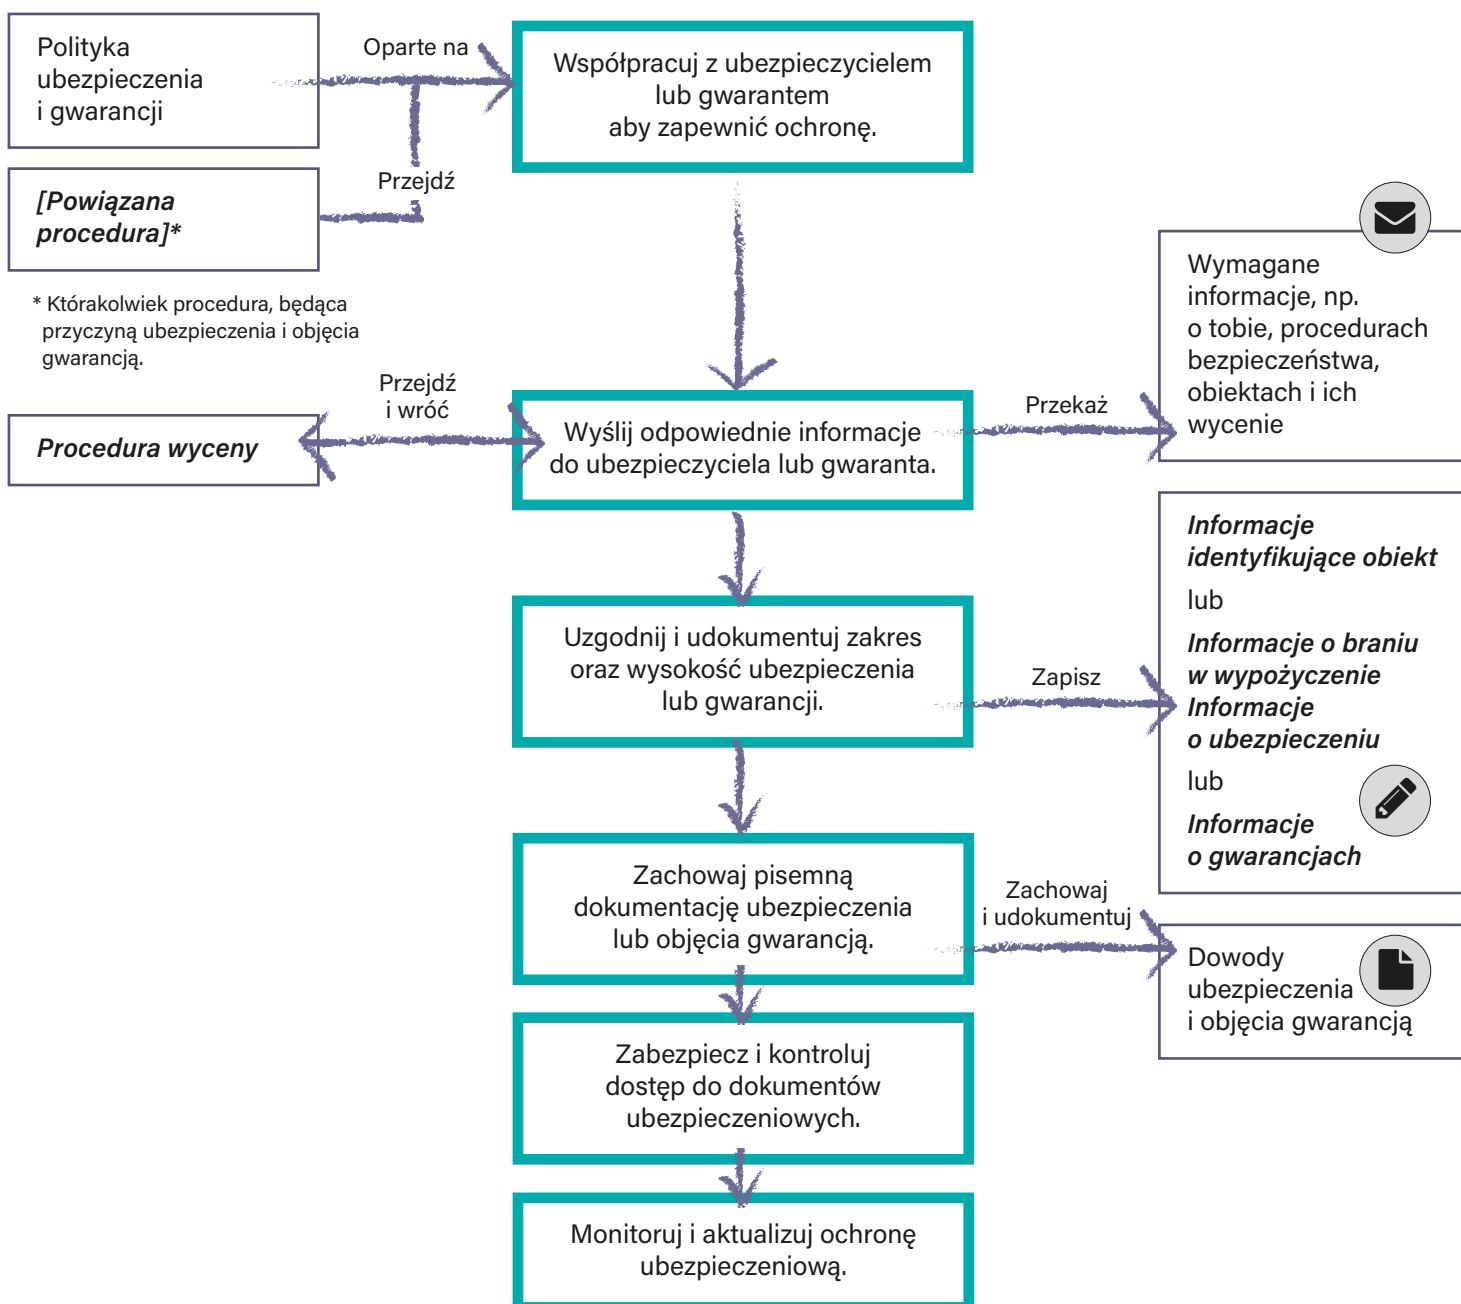 Polityka
ubezpieczenia
i gwarancji
Oparte na
Współpracuj z ubezpieczycielem
lub gwarantem
aby zapewnić ochronę.
Przejdź
[Powiązana
procedura]*
* Którakolwiek procedura, będąca
przyczyną ubezpieczenia i objęcia
gwarancją.
Wymagane
informacje, np.
o tobie, procedurach
bezpieczeństwa,
obiektach i ich
wycenie
Przejdź
i wróć
Procedura wyceny
Wyślij odpowiednie informacje
do ubezpieczyciela lub gwaranta.
Przekaż
Uzgodnij i udokumentuj zakres
oraz wysokość ubezpieczenia
lub gwarancji.
Zapisz
Informacje
identyfikujące obiekt
lub
Informacje o braniu
w wypożyczenie
Informacje
o ubezpieczeniu
lub
Informacje
o gwarancjach
Zachowaj pisemną
dokumentację ubezpieczenia
lub objęcia gwarancją.
Zachowaj
i udokumentuj
Dowody
ubezpieczenia
i objęcia gwarancją
Zabezpiecz i kontroluj
dostęp do dokumentów
ubezpieczeniowych.
Monitoruj i aktualizuj ochronę
ubezpieczeniową.